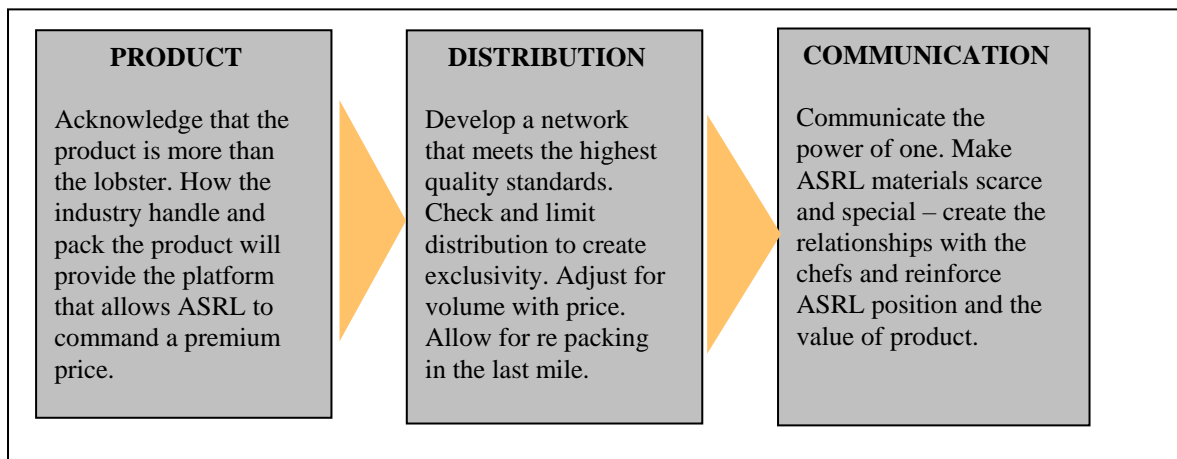 PRODUCT
Acknowledge that the
product is more than
the lobster. How the
industry handle and
pack the product will
provide the platform
that allows ASRL to
command a premium
price.
DISTRIBUTION
Develop a network
that meets the highest
quality standards.
Check and limit
distribution to create
exclusivity. Adjust for
volume with price.
Allow for re packing
in the last mile.
COMMUNICATION
Communicate the
power of one. Make
ASRL materials scarce
and special – create the
relationships with the
chefs and reinforce
ASRL position and the
value of product.